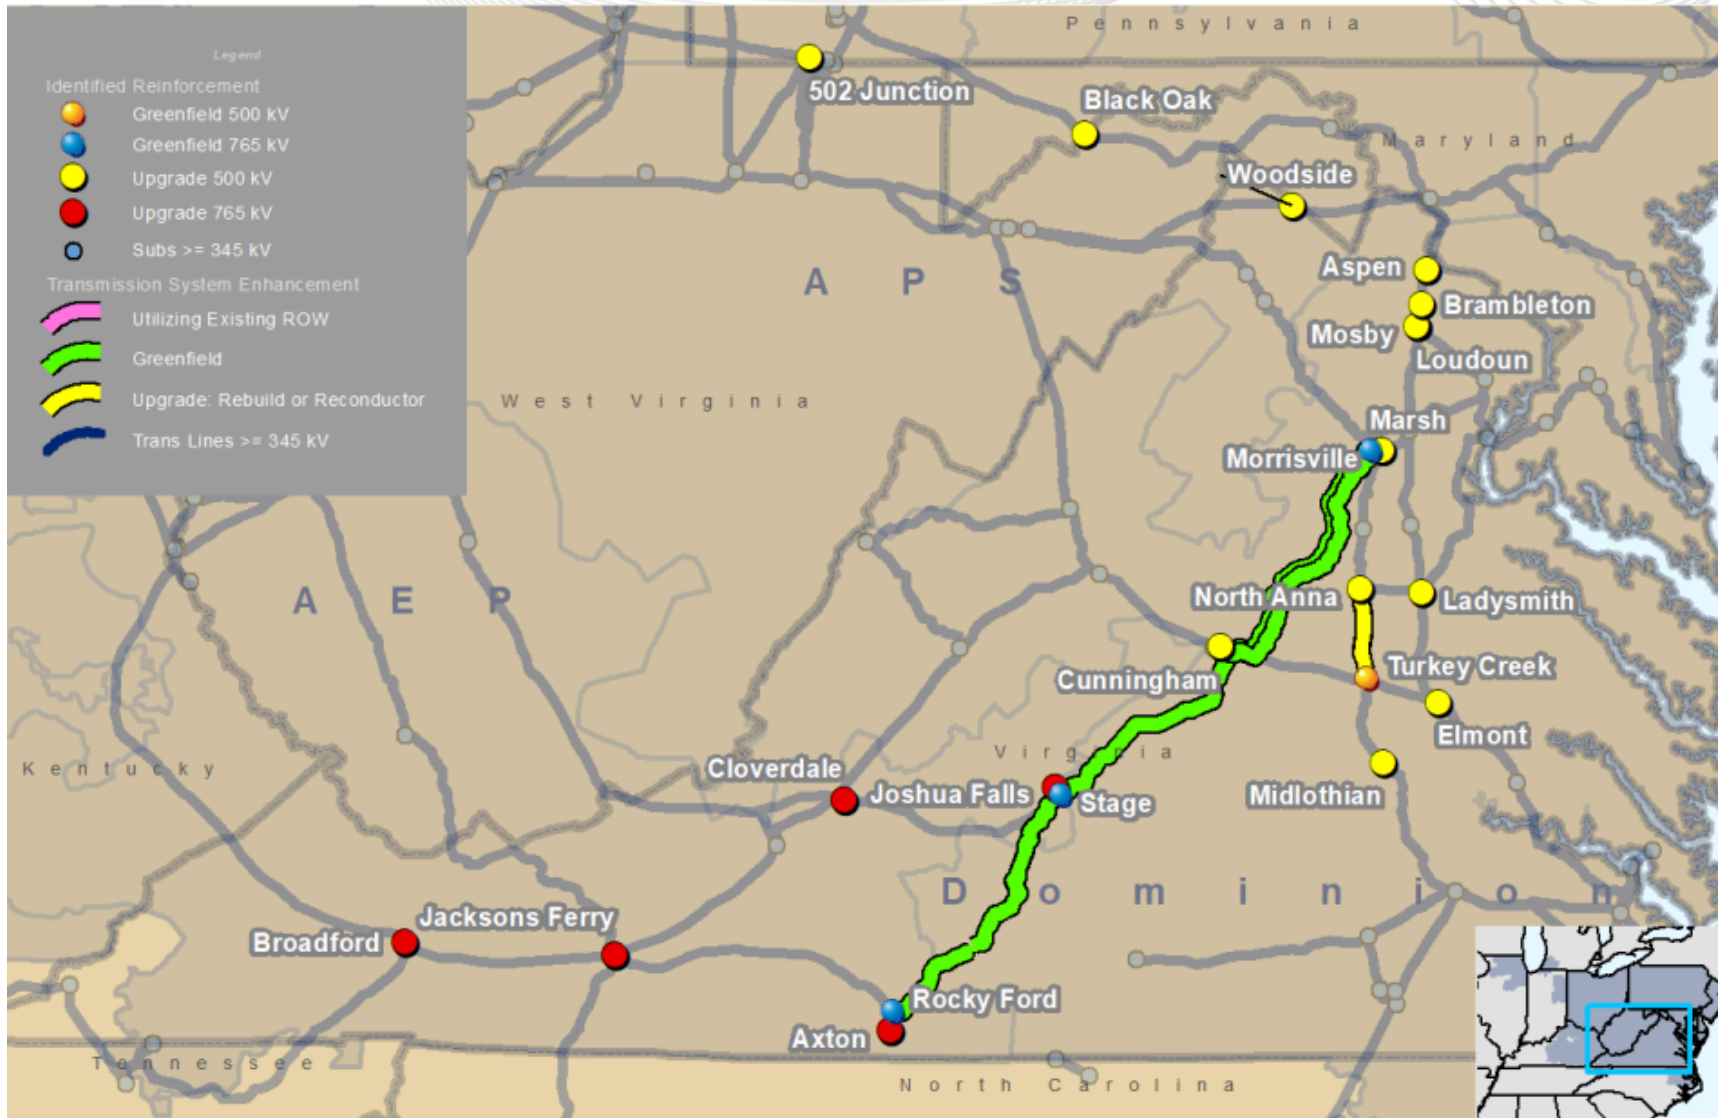 Legend
Identified Reinforcement
Greenfield 500 kV
Greenfield 765 kV
Upgrade 500 kV
Upgrade 765 kV
Subs >= 345 kV
Transmission System Enhancement
Utilizing Existing ROW
Greenfield
Upgrade: Rebuild or Reconductor
Trans Lines >= 345 kV
Pennsylvania
502 Junction
Black Oak
Maryland
Woodside
Aspen
APS
Brambleton
Mosby
Loudoun
West Virginia
Marsh
Morrisville
AEP
North Anna
Ladysmith
Turkey Creek
Cunningham
Elmont
Virginia
Kentucky
Cloverdale
Joshua Falls
Stage
Midlothian
Dominion
Jacksons Ferry
Broadford
Rocky Ford
Axton
Tennessee
North Carolina